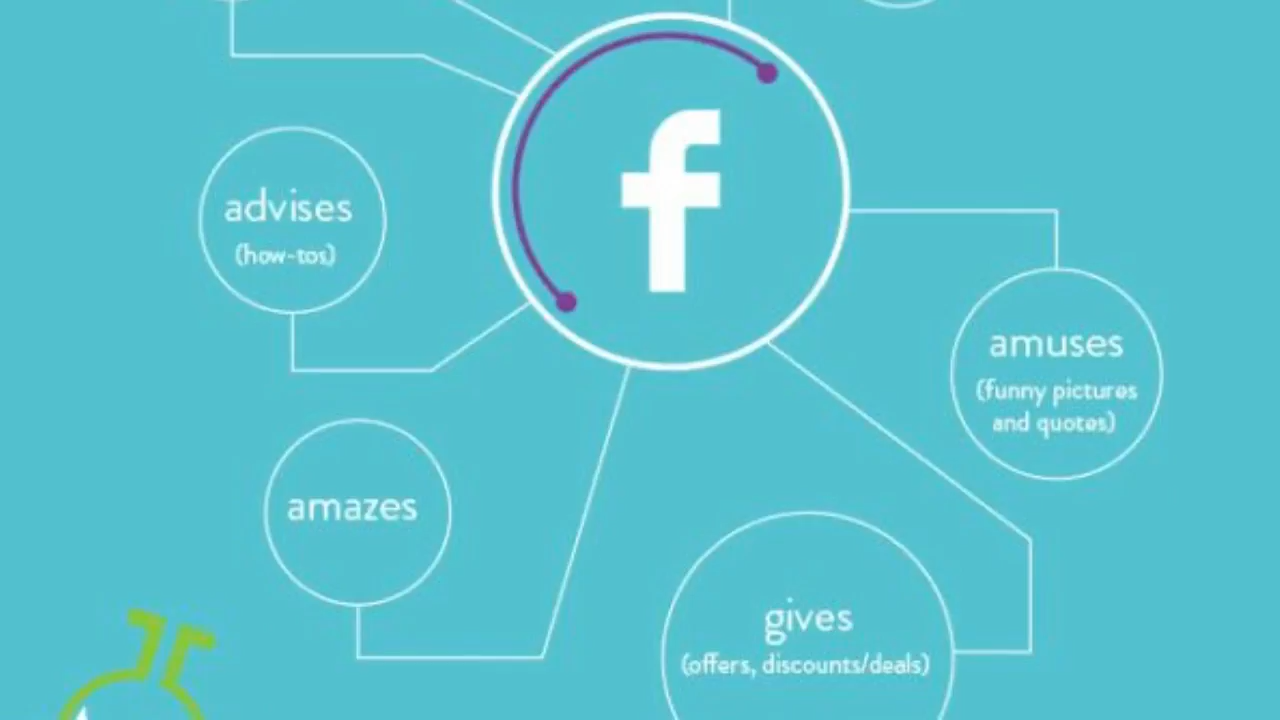 f
advises
(how-tos)
amuses
(funny pictures
and quotes)
amazes
gives
(offers, discounts/deals)